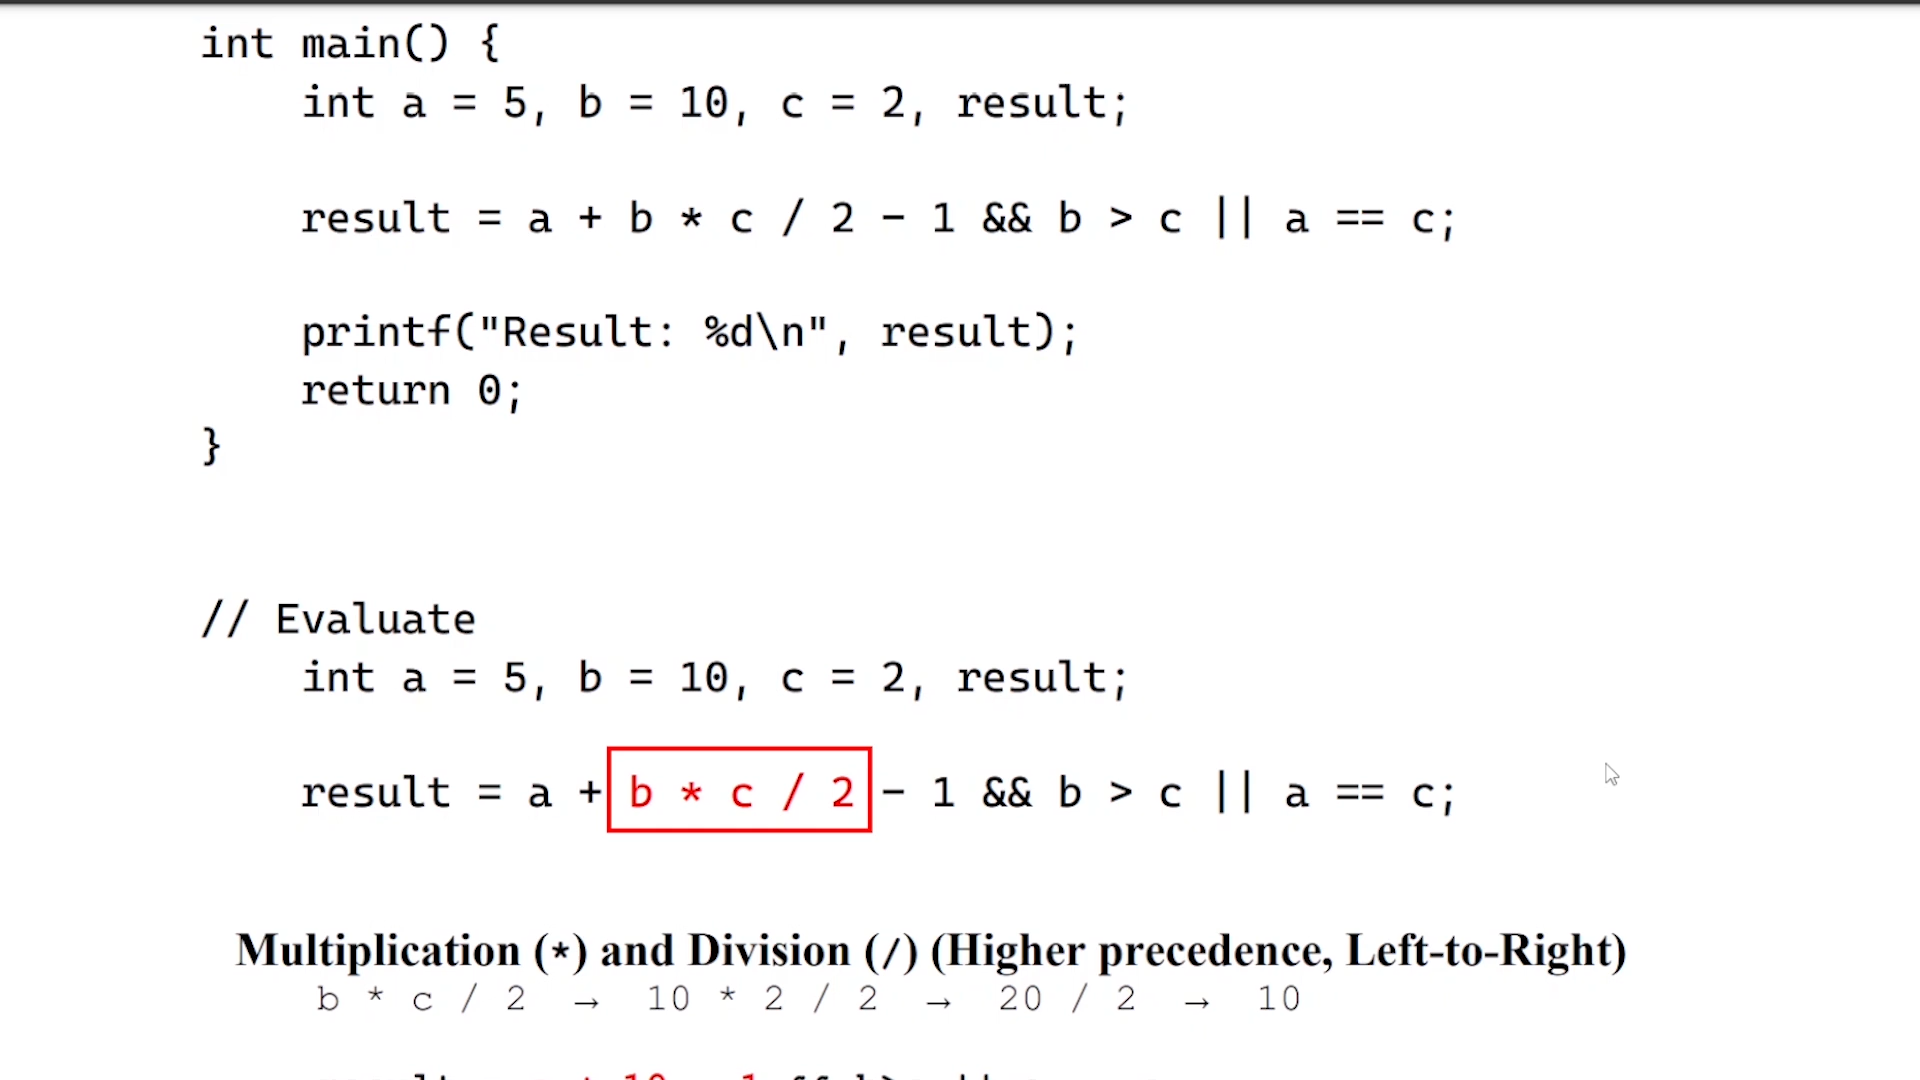 int main() {
int a = 5, b = 10, c = 2, result;
result = a + b * c / 2 - 1 && b > c || a == c;
printf("Result: %d\n", result);
return 0;
}
// Evaluate
int a = 5, b = 10, c = 2, result;
result = a + b * c / 2 - 1 && b > c || a == c;
Multiplication (*) and Division (/) (Higher precedence, Left-to-Right)
b * c / 2 → 10 * 2 / 2 → 20 / 2 → 10